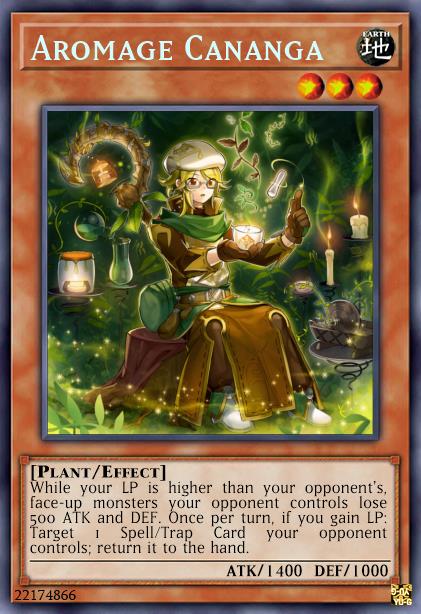 AROMAGE CANANGA
EARTH
地
[PLANT/EFFECT]
While your LP is higher than your opponent's,
face-up monsters your opponent controls lose
500 ATK and DEF. Once per turn, if you gain LP:
Target 1 Spell/Trap Card your opponent
controls; return it to the hand.
ATK/1400 DEF/1000
22174866